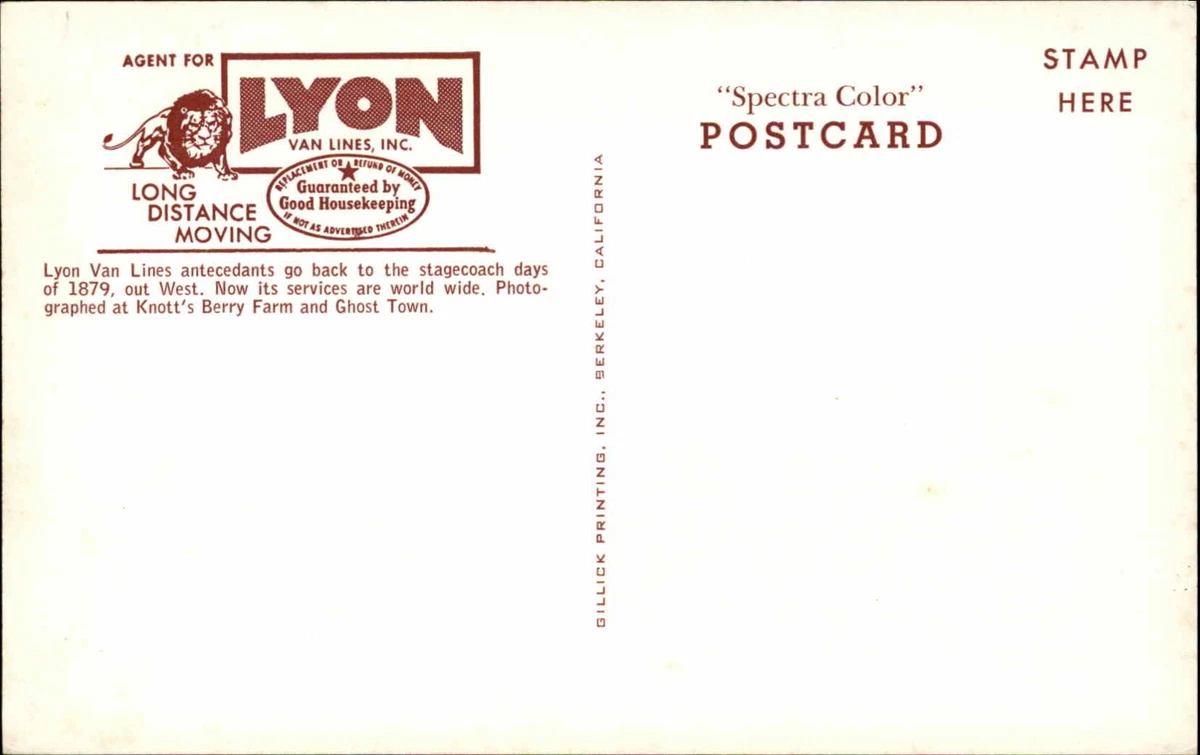 AGENT FOR
LYON
VAN LINES, INC.
LONG
DISTANCE
MOVING
REPLACEMENT OR REFUND OF MONEY
Guaranteed by
Good Housekeeping
IF NOT AS ADVERTISED THEREIN
Lyon Van Lines antecedants go back to the stagecoach days
of 1879, out West. Now its services are world wide. Photo-
graphed at Knott's Berry Farm and Ghost Town.
GILLICK PRINTING, INC., BERKELEY, CALIFORNIA
"Spectra Color"
POSTCARD
STAMP
HERE